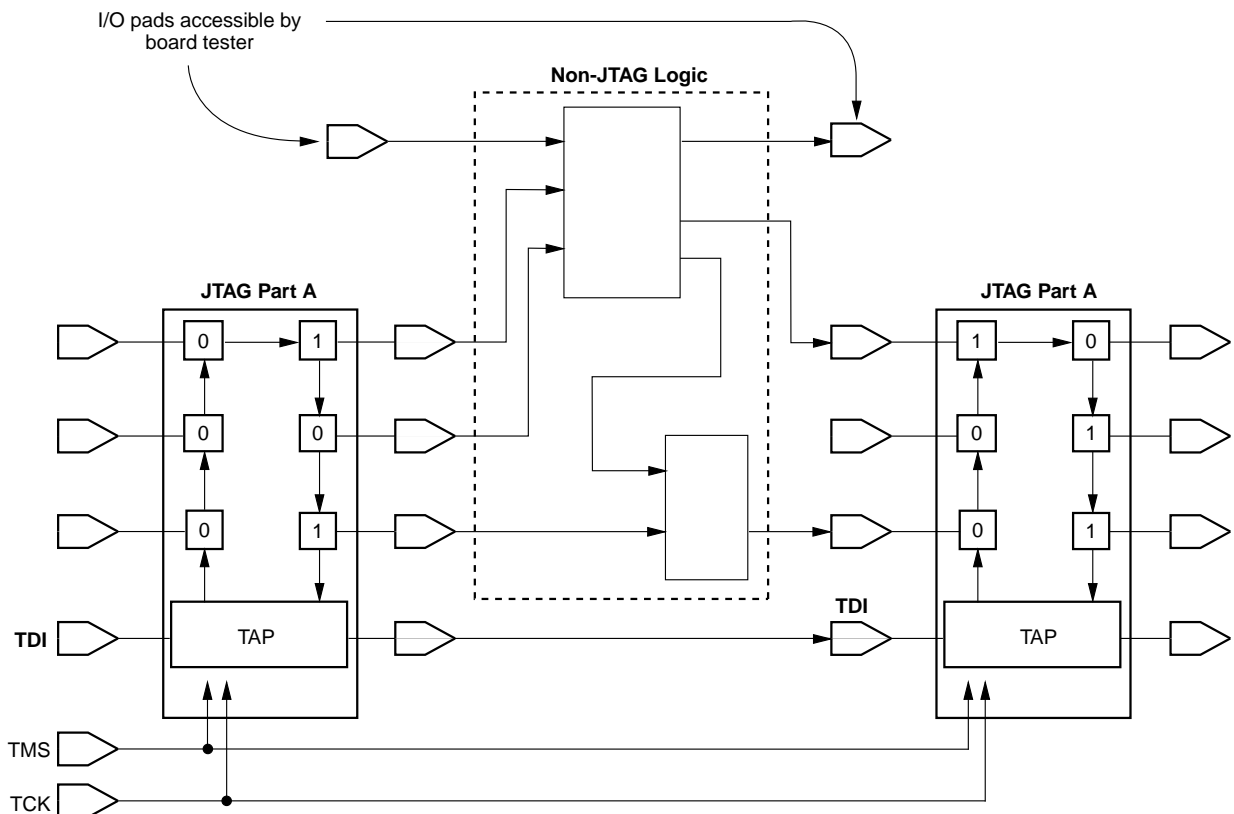 I/O pads accessible by
board tester
Non-JTAG Logic
JTAG Part A
JTAG Part A
0 1 1 0
0 0 0 1
0 1 0 1
TDI
TDI TAP TAP
TMS
TCK